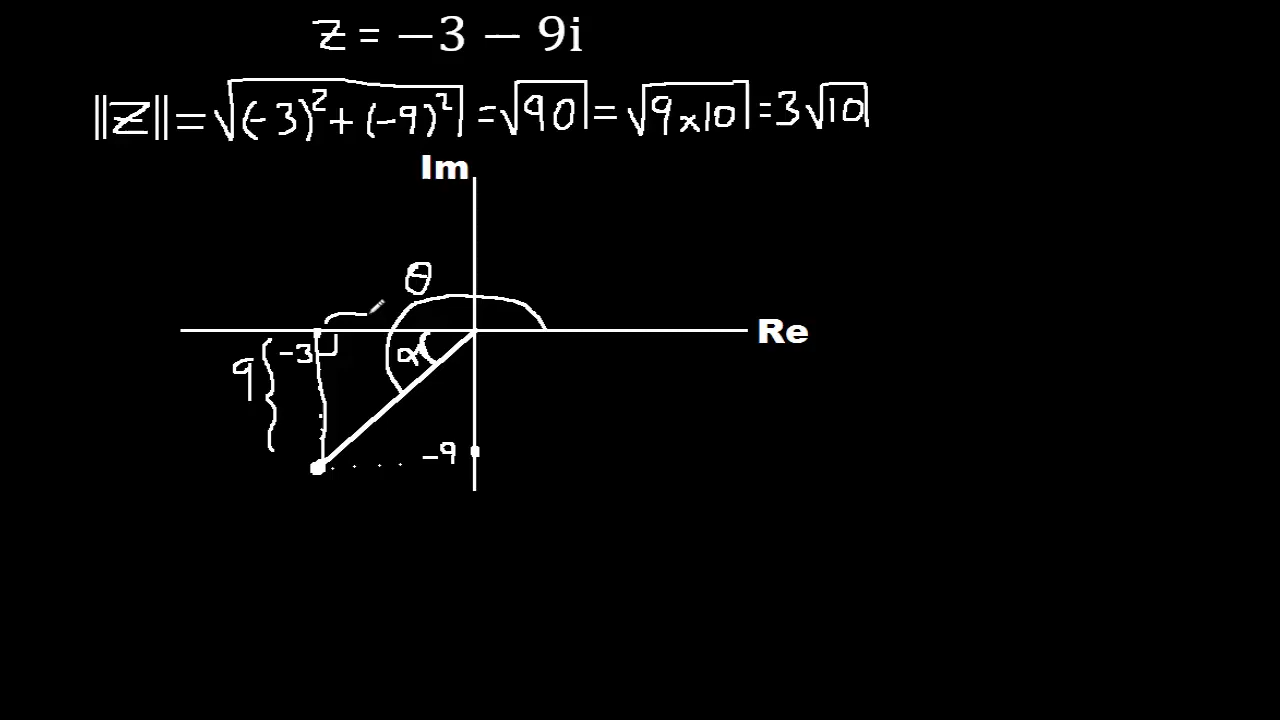 z = −3 − 9i
||z|| = √(-3)² + (-9)² = √90 = √9x10 = 3√10
Im
θ
Re
9 { -3 α
-9